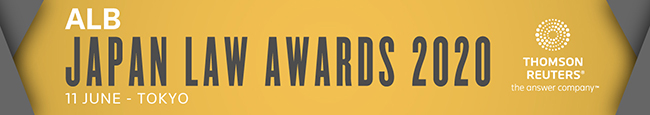 ALB
JAPAN LAW AWARDS 2020
11 JUNE - TOKYO
THOMSON
REUTERS®
the answer company™